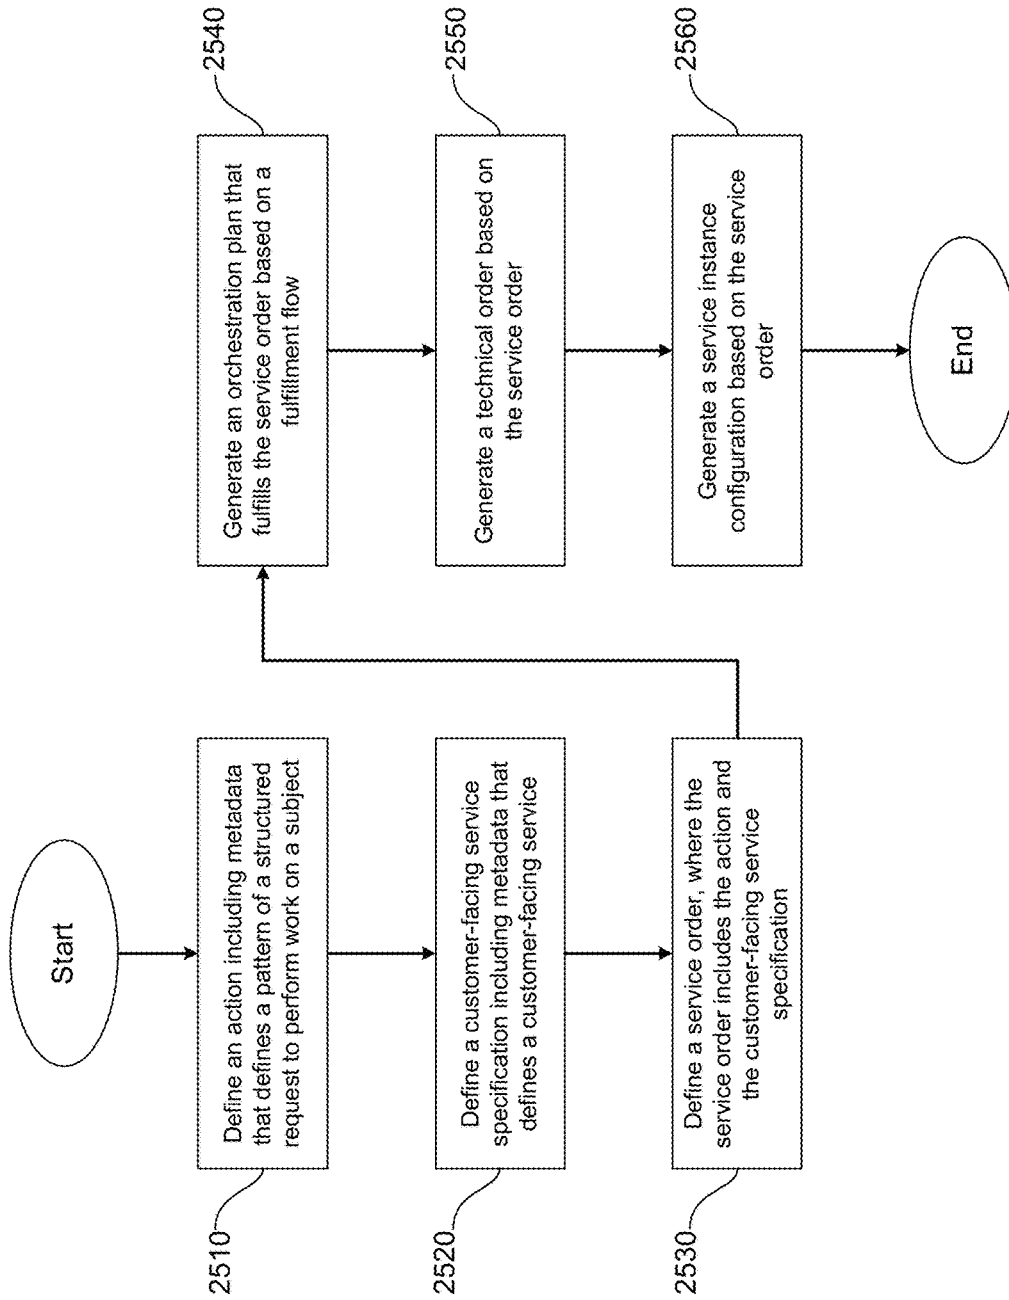 Start
2510
Define an action including metadata
that defines a pattern of a structured
request to perform work on a subject
2520
Define a customer-facing service
specification including metadata that
defines a customer-facing service
2530
Define a service order, where the
service order includes the action and
the customer-facing service
specification
2540
Generate an orchestration plan that
fulfills the service order based on a
fulfillment flow
2550
Generate a technical order based on
the service order
2560
Generate a service instance
configuration based on the service
order
End